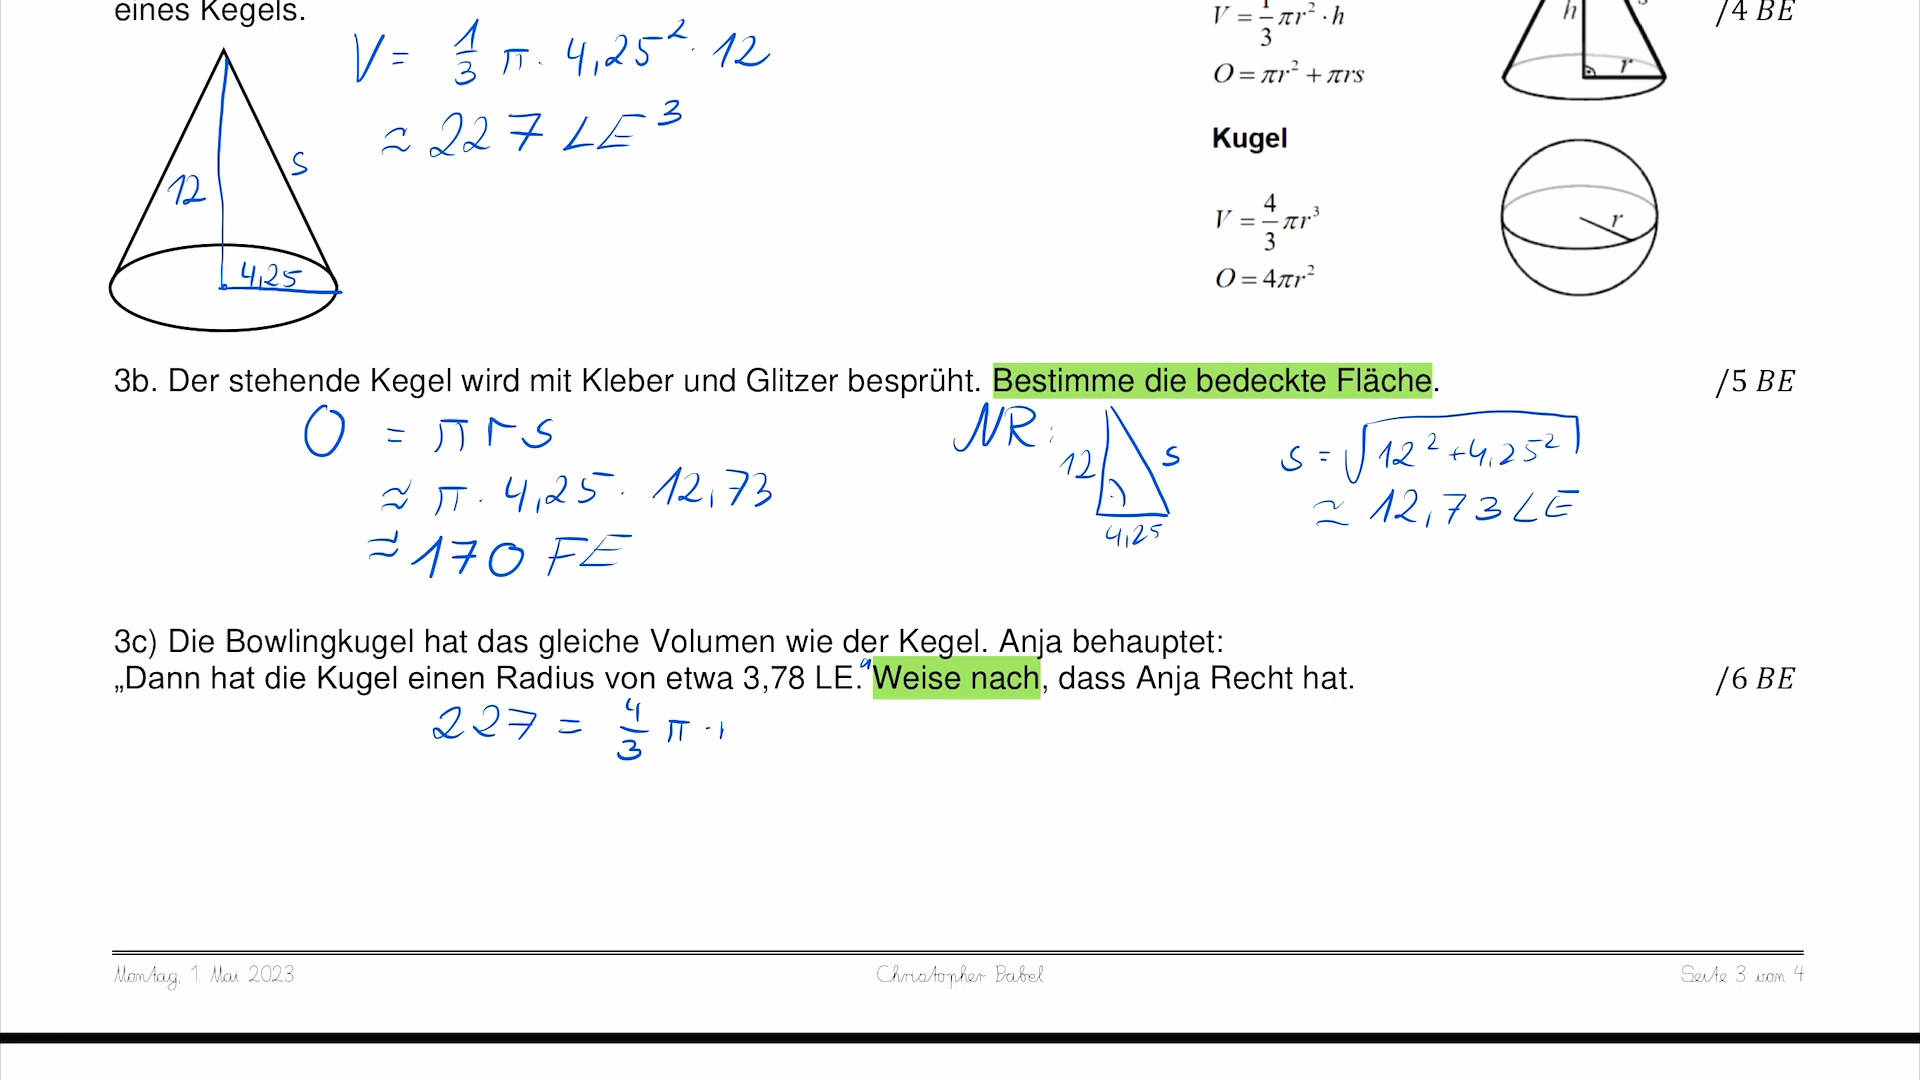 eines Kegels.
V = 1/3 π · 4,25² · 12
≈ 227 LE³
12
s
4,25
V = 1/3 πr² · h
O = πr² + πrs
h
r
/4 BE
Kugel
V = 4/3 πr³
O = 4πr²
r
3b. Der stehende Kegel wird mit Kleber und Glitzer besprüht. Bestimme die bedeckte Fläche. /5 BE
O = π r s
≈ π · 4,25 · 12,73
≈ 170 FE
NR:
12
s
4,25
s = √(12² + 4,25²)
≈ 12,73 LE
3c) Die Bowlingkugel hat das gleiche Volumen wie der Kegel. Anja behauptet:
„Dann hat die Kugel einen Radius von etwa 3,78 LE.“ Weise nach, dass Anja Recht hat. /6 BE
227 = 4/3 π ·
Montag, 1. Mai 2023
Christopher Babel
Seite 3 von 4